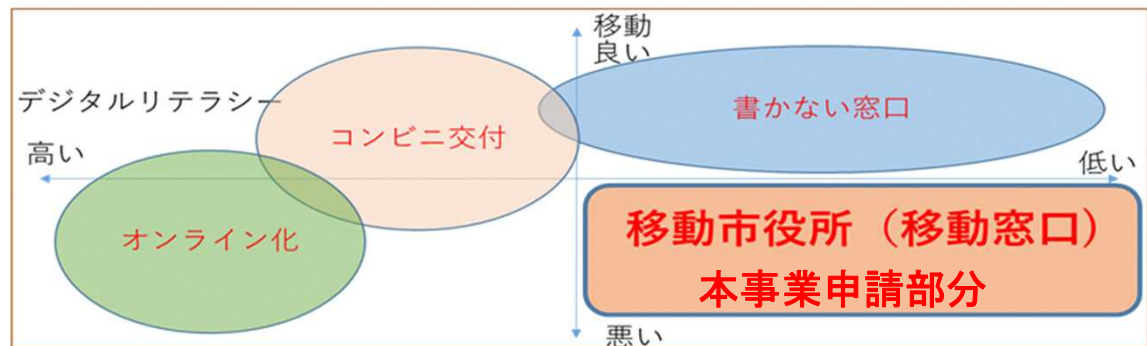 移動
良い
デジタルリテラシー
書かない窓口
コンビニ交付
高い
低い
移動市役所（移動窓口）
オンライン化
本事業申請部分
悪い